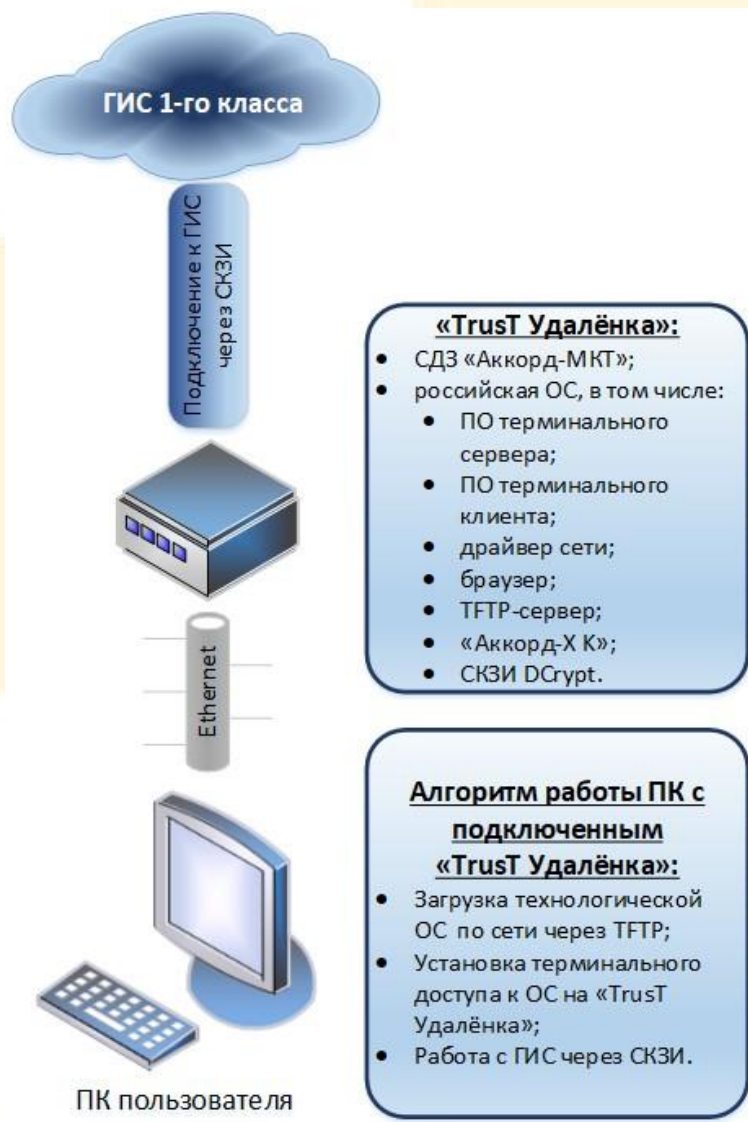 ГИС 1-го класса
Подключение к ГИС
через СКЗИ
«TrusT Удалёнка»:
• СДЗ «Аккорд-МКТ»;
• российская ОС, в том числе:
• ПО терминального
сервера;
• ПО терминального
клиента;
• драйвер сети;
• браузер;
• TFTP-сервер;
• «Аккорд-Х К»;
• СКЗИ DCrypt.
Ethernet
Алгоритм работы ПК с
подключенным
«TrusT Удалёнка»:
• Загрузка технологической
ОС по сети через TFTP;
• Установка терминального
доступа к ОС на «TrusT
Удалёнка»;
• Работа с ГИС через СКЗИ.
ПК пользователя